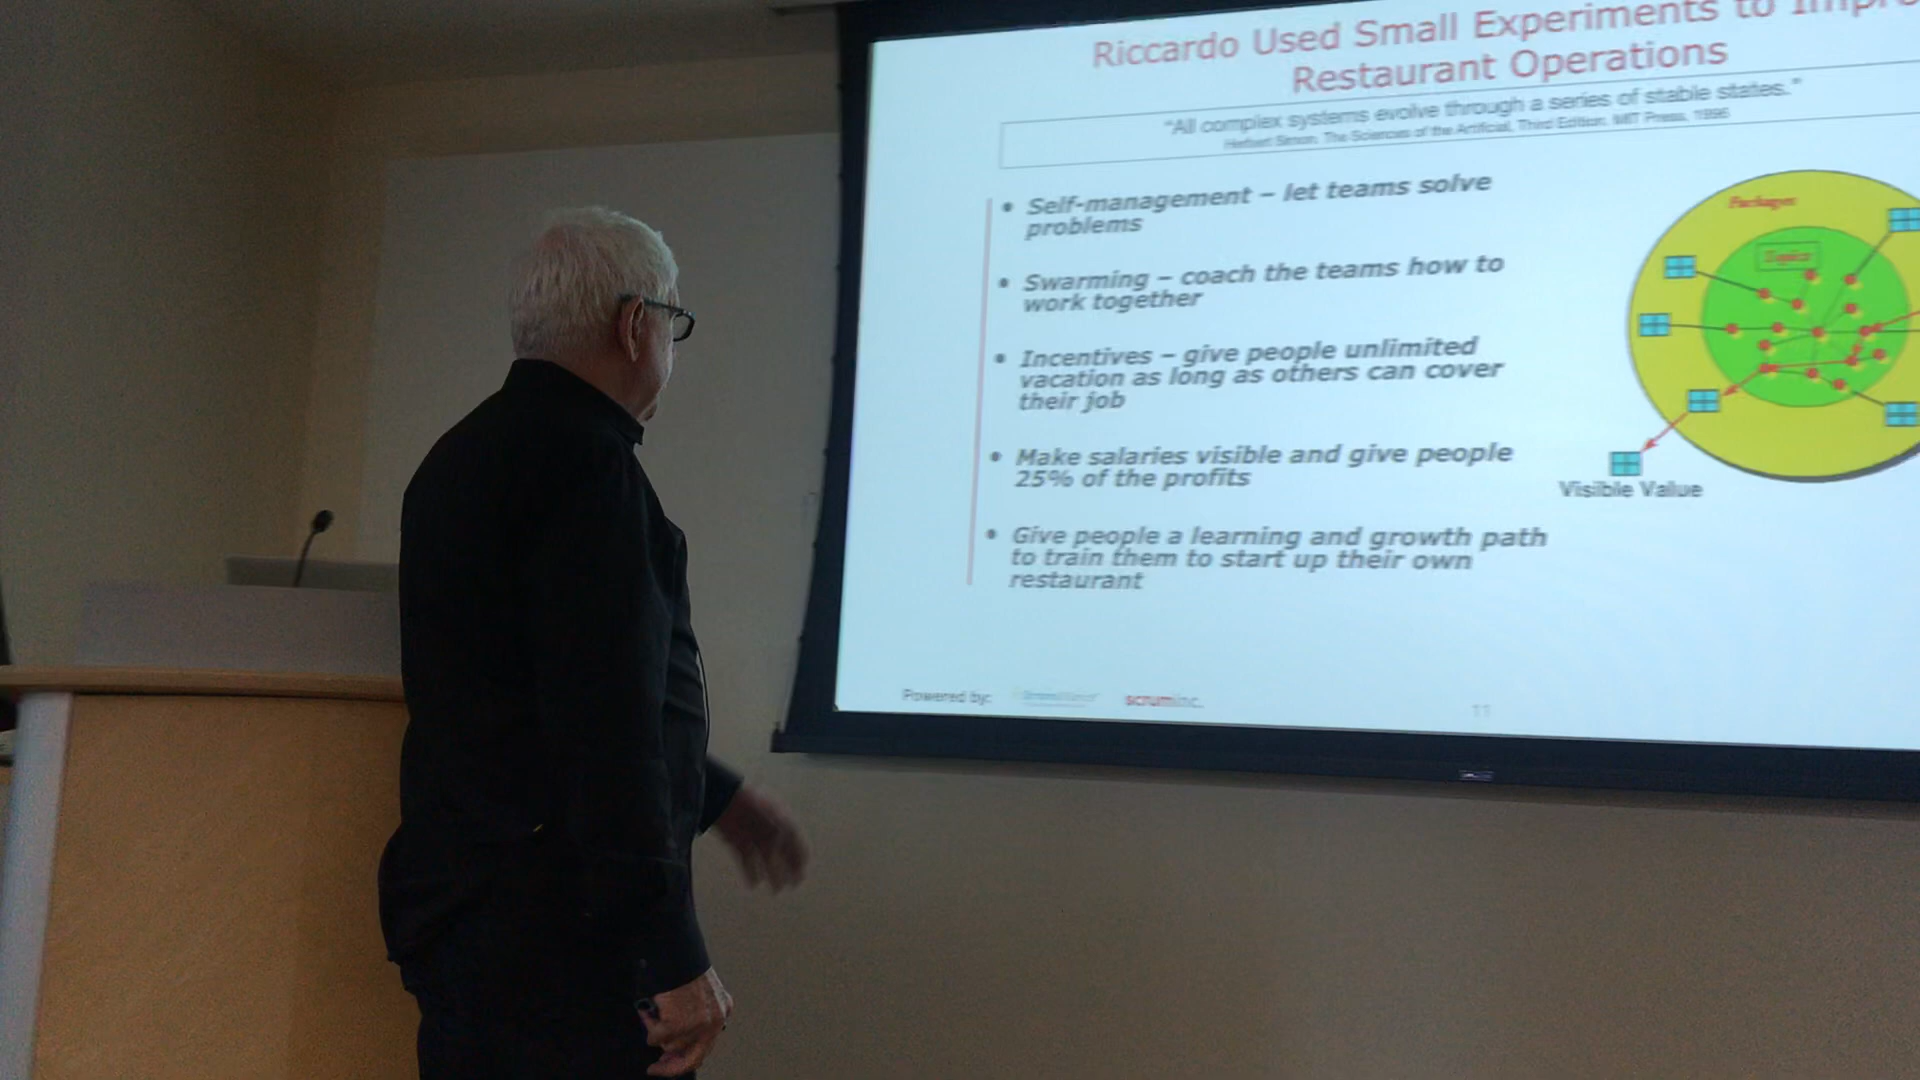 Riccardo Used Small Experiments to Impro
Restaurant Operations
"All complex systems evolve through a series of stable states."
Herbert Simon, The Sciences of the Artificial, Third Edition. MIT Press, 1996
• Self-management – let teams solve
problems
• Swarming – coach the teams how to
work together
• Incentives – give people unlimited
vacation as long as others can cover
their job
• Make salaries visible and give people
25% of the profits
• Give people a learning and growth path
to train them to start up their own
restaurant
Packages
Topics
Visible Value
Powered by:
scruminc.
11